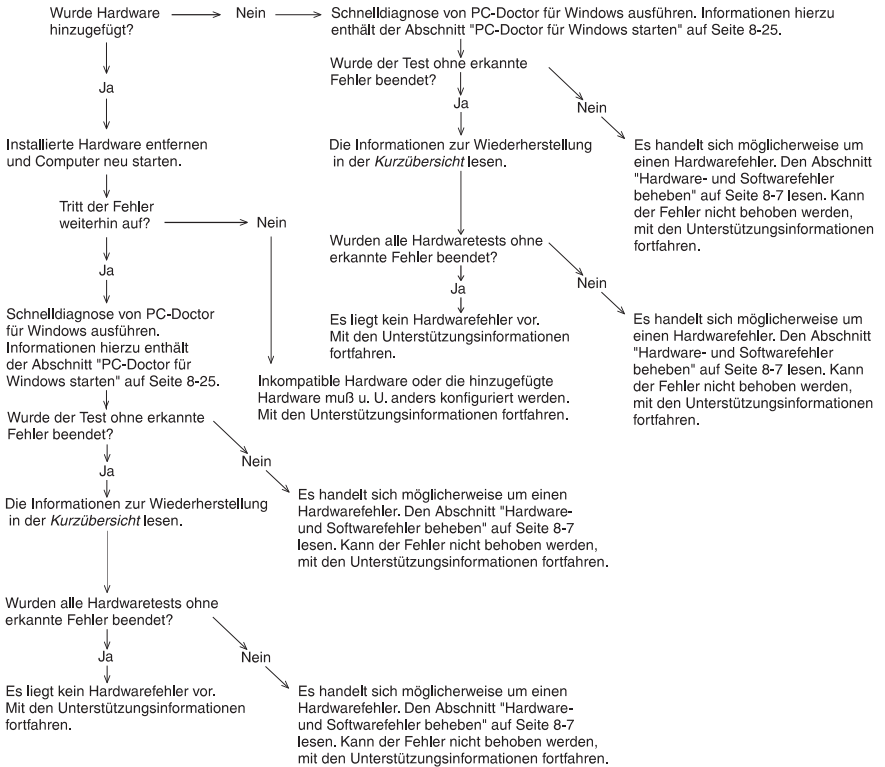 Wurde Hardware
hinzugefügt?
Nein
Schnelldiagnose von PC-Doctor für Windows ausführen. Informationen hierzu
enthält der Abschnitt "PC-Doctor für Windows starten" auf Seite 8-25.
Wurde der Test ohne erkannte
Fehler beendet?
Ja
Nein
Die Informationen zur Wiederherstellung
in der Kurzübersicht lesen.
Es handelt sich möglicherweise um
einen Hardwarefehler. Den Abschnitt
"Hardware- und Softwarefehler
beheben" auf Seite 8-7 lesen. Kann
der Fehler nicht behoben werden,
mit den Unterstützungsinformationen
fortfahren.
Wurden alle Hardwaretests ohne
erkannte Fehler beendet?
Ja
Nein
Es liegt kein Hardwarefehler vor.
Mit den Unterstützungsinformationen
fortfahren.
Es handelt sich möglicherweise um
einen Hardwarefehler. Den Abschnitt
"Hardware- und Softwarefehler
beheben" auf Seite 8-7 lesen. Kann
der Fehler nicht behoben werden,
mit den Unterstützungsinformationen
fortfahren.
Ja
Installierte Hardware entfernen
und Computer neu starten.
Tritt der Fehler
weiterhin auf?
Nein
Inkompatible Hardware oder die hinzugefügte
Hardware muß u. U. anders konfiguriert werden.
Mit den Unterstützungsinformationen fortfahren.
Ja
Schnelldiagnose von PC-Doctor
für Windows ausführen.
Informationen hierzu enthält
der Abschnitt "PC-Doctor für
Windows starten" auf Seite 8-25.
Wurde der Test ohne erkannte
Fehler beendet?
Ja
Nein
Die Informationen zur Wiederherstellung
in der Kurzübersicht lesen.
Es handelt sich möglicherweise um einen
Hardwarefehler. Den Abschnitt "Hardware-
und Softwarefehler beheben" auf Seite 8-7
lesen. Kann der Fehler nicht behoben werden,
mit den Unterstützungsinformationen fortfahren.
Wurden alle Hardwaretests ohne
erkannte Fehler beendet?
Ja
Nein
Es liegt kein Hardwarefehler vor.
Mit den Unterstützungsinformationen
fortfahren.
Es handelt sich möglicherweise um einen
Hardwarefehler. Den Abschnitt "Hardware-
und Softwarefehler beheben" auf Seite 8-7
lesen. Kann der Fehler nicht behoben werden,
mit den Unterstützungsinformationen fortfahren.